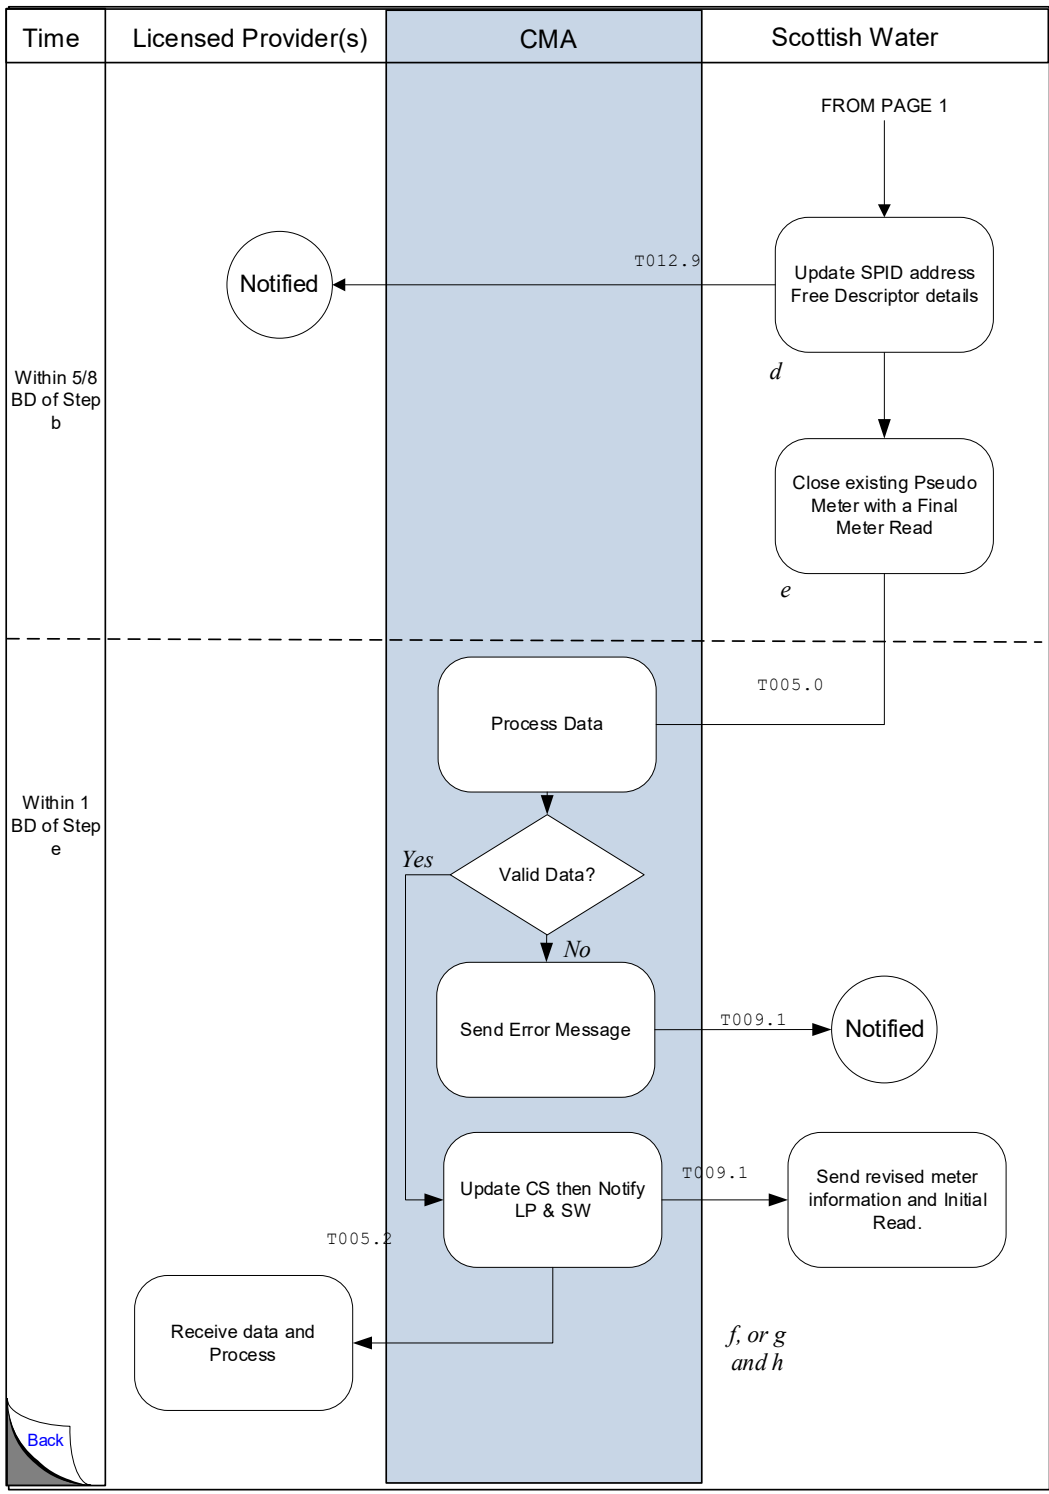 Time
Licensed Provider(s)
CMA
Scottish Water
FROM PAGE 1
T012.9
Notified
Update SPID address
Free Descriptor details
d
Within 5/8
BD of Step
b
Close existing Pseudo
Meter with a Final
Meter Read
e
T005.0
Process Data
Within 1
BD of Step
e
Yes
Valid Data?
No
Send Error Message
T009.1
Notified
Update CS then Notify
LP & SW
T009.1
Send revised meter
information and Initial
Read.
T005.2
Receive data and
Process
f, or g
and h
Back